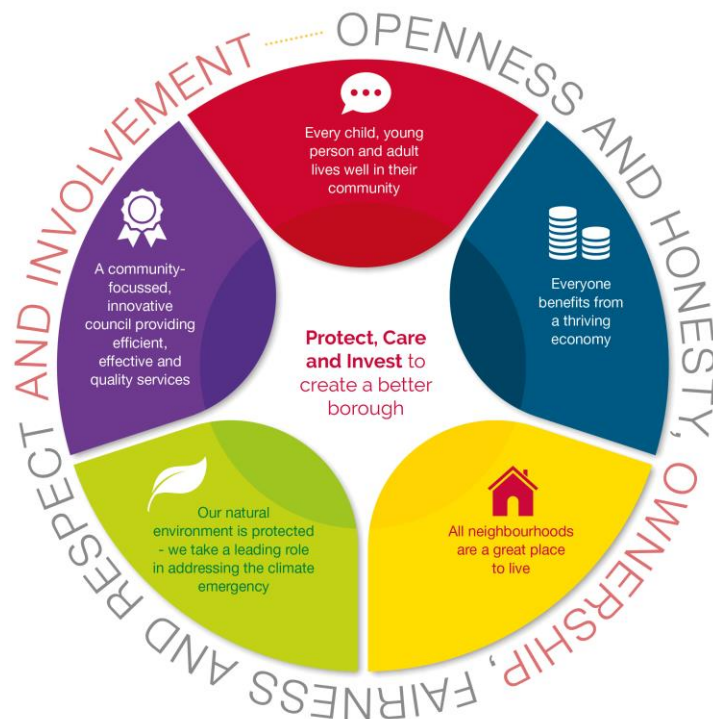 OPENNESS AND HONESTY, OWNERSHIP, FAIRNESS AND RESPECT AND INVOLVEMENT
Every child, young
person and adult
lives well in their
community
Everyone
benefits from
a thriving
economy
All neighbourhoods
are a great place
to live
Our natural
environment is protected
- we take a leading role
in addressing the climate
emergency
A community-
focussed,
innovative
council providing
efficient,
effective and
quality services
Protect, Care
and Invest to
create a better
borough